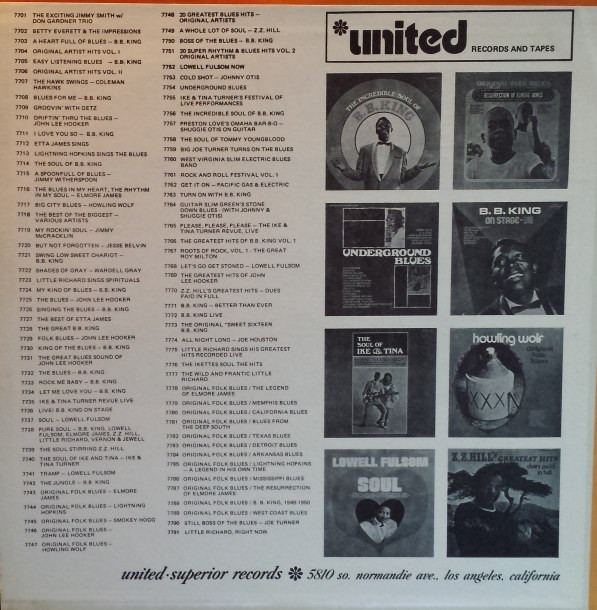 7701 THE EXCITING JIMMY SMITH w/
DON GARDNER TRIO
7702 BETTY EVERETT & THE IMPRESSIONS
7703 A HEART FULL OF BLUES – B.B. KING
7704 ORIGINAL ARTIST HITS VOL. I
7705 EASY LISTENING BLUES – B.B. KING
7706 ORIGINAL ARTIST HITS VOL. II
7707 THE HAWK SWINGS – COLEMAN
HAWKINS
7708 BLUES FOR ME – B.B. KING
7709 GROOVIN' WITH DETZ
7710 DRIFTIN' THRU THE BLUES –
JOHN LEE HOOKER
7711 I LOVE YOU SO – B.B. KING
7712 ETTA JAMES SINGS
7713 LIGHTNING HOPKINS SINGS THE BLUES
7714 THE SOUL OF B.B. KING
7715 A SPOONFULL OF BLUES –
JIMMY WITHERSPOON
7716 THE BLUES IN MY HEART, THE RHYTHM
IN MY SOUL – ELMORE JAMES
7717 BIG CITY BLUES – HOWLING WOLF
7718 THE BEST OF THE BIGGEST –
VARIOUS ARTISTS
7719 MY ROCKIN' SOUL – JIMMY
McCRACKLIN
7720 BUT NOT FORGOTTEN – JESSE BELVIN
7721 SWING LOW SWEET CHARIOT –
B.B. KING
7722 SHADES OF GRAY – WARDELL GRAY
7723 LITTLE RICHARD SINGS SPIRITUALS
7724 MY KIND OF BLUES – B.B. KING
7725 THE BLUES – JOHN LEE HOOKER
7726 SINGING THE BLUES – B.B. KING
7727 THE BEST OF ETTA JAMES
7728 THE GREAT B.B. KING
7729 FOLK BLUES – JOHN LEE HOOKER
7730 KING OF THE BLUES – B.B. KING
7731 THE GREAT BLUES SOUND OF
JOHN LEE HOOKER
7732 THE BLUES – B.B. KING
7733 ROCK ME BABY – B.B. KING
7734 LET ME LOVE YOU – B.B. KING
7735 IKE & TINA TURNER REVUE LIVE
7736 LIVE! B.B. KING ON STAGE
7737 SOUL – LOWELL FULSOM
7738 PURE SOUL – B.B. KING, LOWELL
FULSOM, ELMORE JAMES, Z.Z. HILL,
LITTLE RICHARD, VERNON & JEWELL
7739 THE SOUL STIRRING Z.Z. HILL
7740 THE SOUL OF IKE AND TINA – IKE &
TINA TURNER
7741 TRAMP – LOWELL FULSOM
7742 THE JUNGLE – B.B. KING
7743 ORIGINAL FOLK BLUES – ELMORE
JAMES
7744 ORIGINAL FOLK BLUES – LIGHTNING
HOPKINS
7745 ORIGINAL FOLK BLUES – SMOKEY HOGG
7746 ORIGINAL FOLK BLUES –
JOHN LEE HOOKER
7747 ORIGINAL FOLK BLUES –
HOWLING WOLF
7748 20 GREATEST BLUES HITS –
ORIGINAL ARTISTS
7749 A WHOLE LOT OF SOUL – Z.Z. HILL
7750 BOSS OF THE BLUES – B.B. KING
7751 20 SUPER RHYTHM & BLUES HITS VOL. 2
ORIGINAL ARTISTS
7752 LOWELL FULSOM NOW
7753 COLD SHOT – JOHNNY OTIS
7754 UNDERGROUND BLUES
7755 IKE & TINA TURNER'S FESTIVAL OF
LIVE PERFORMANCES
7756 THE INCREDIBLE SOUL OF B.B. KING
7757 PRESTON LOVE'S OMAHA BAR-B-Q –
SHUGGIE OTIS ON GUITAR
7758 THE SOUL OF TOMMY YOUNGBLOOD
7759 BIG JOE TURNER TURNS ON THE BLUES
7760 WEST VIRGINIA SLIM ELECTRIC BLUES
BAND
7761 ROCK AND ROLL FESTIVAL VOL. I
7762 GET IT ON – PACIFIC GAS & ELECTRIC
7763 TURN ON WITH B.B. KING
7764 GUITAR SLIM GREEN'S STONE
DOWN BLUES - (WITH JOHNNY &
SHUGGIE OTIS)
7765 PLEASE, PLEASE, PLEASE – THE IKE &
TINA TURNER REVUE, LIVE
7766 THE GREATEST HITS OF B.B. KING VOL. 1
7767 ROOTS OF ROCK, VOL. 1 - THE GREAT
ROY MILTON
7768 LET'S GO GET STONED – LOWELL FULSOM
7769 THE GREATEST HITS OF JOHN
LEE HOOKER
7770 Z.Z. HILL'S GREATEST HITS – DUES
PAID IN FULL
7771 B.B. KING – BETTER THAN EVER
7772 B.B. KING LIVE
7773 THE ORIGINAL "SWEET SIXTEEN
B.B. KING
7774 ALL NIGHT LONG – JOE HOUSTON
7775 LITTLE RICHARD SINGS HIS GREATEST
HITS RECORDED LIVE
7776 THE IKETTES SOUL THE HITS
7777 THE WILD AND FRANTIC LITTLE
RICHARD
7778 ORIGINAL FOLK BLUES / THE LEGEND
OF ELMORE JAMES
7779 ORIGINAL FOLK BLUES / MEMPHIS BLUES
7780 ORIGINAL FOLK BLUES / CALIFORNIA BLUES
7781 ORIGINAL FOLK BLUES / BLUES FROM
THE DEEP SOUTH
7782 ORIGINAL FOLK BLUES / TEXAS BLUES
7783 ORIGINAL FOLK BLUES / DETROIT BLUES
7784 ORIGINAL FOLK BLUES / ARKANSAS BLUES
7785 ORIGINAL FOLK BLUES / LIGHTNING HOPKINS
– A LEGEND IN HIS OWN TIME
7786 ORIGINAL FOLK BLUES / MISSISSIPPI BLUES
7787 ORIGINAL FOLK BLUES / THE RESURRECTION
OF ELMORE JAMES
7788 ORIGINAL FOLK BLUES / B. B. KING, 1949-1950
7789 ORIGINAL FOLK BLUES / WEST COAST BLUES
7790 STILL BOSS OF THE BLUES – JOE TURNER
7791 LITTLE RICHARD, RIGHT NOW
*united RECORDS AND TAPES
THE INCREDIBLE SOUL OF
B.B. KING
ORIGINAL FOLK BLUES
RESURRECTION OF ELMORE JAMES
UNDERGROUND
BLUES
B. B. KING
ON STAGE-LIVE
THE
SOUL OF
IKE & TINA
howling wolf
XXX
LOWELL FULSOM
SOUL
Z.Z. HILL'S GREATEST HITS
dues paid
in full
united-superior records * 5810 so. normandie ave., los angeles, california